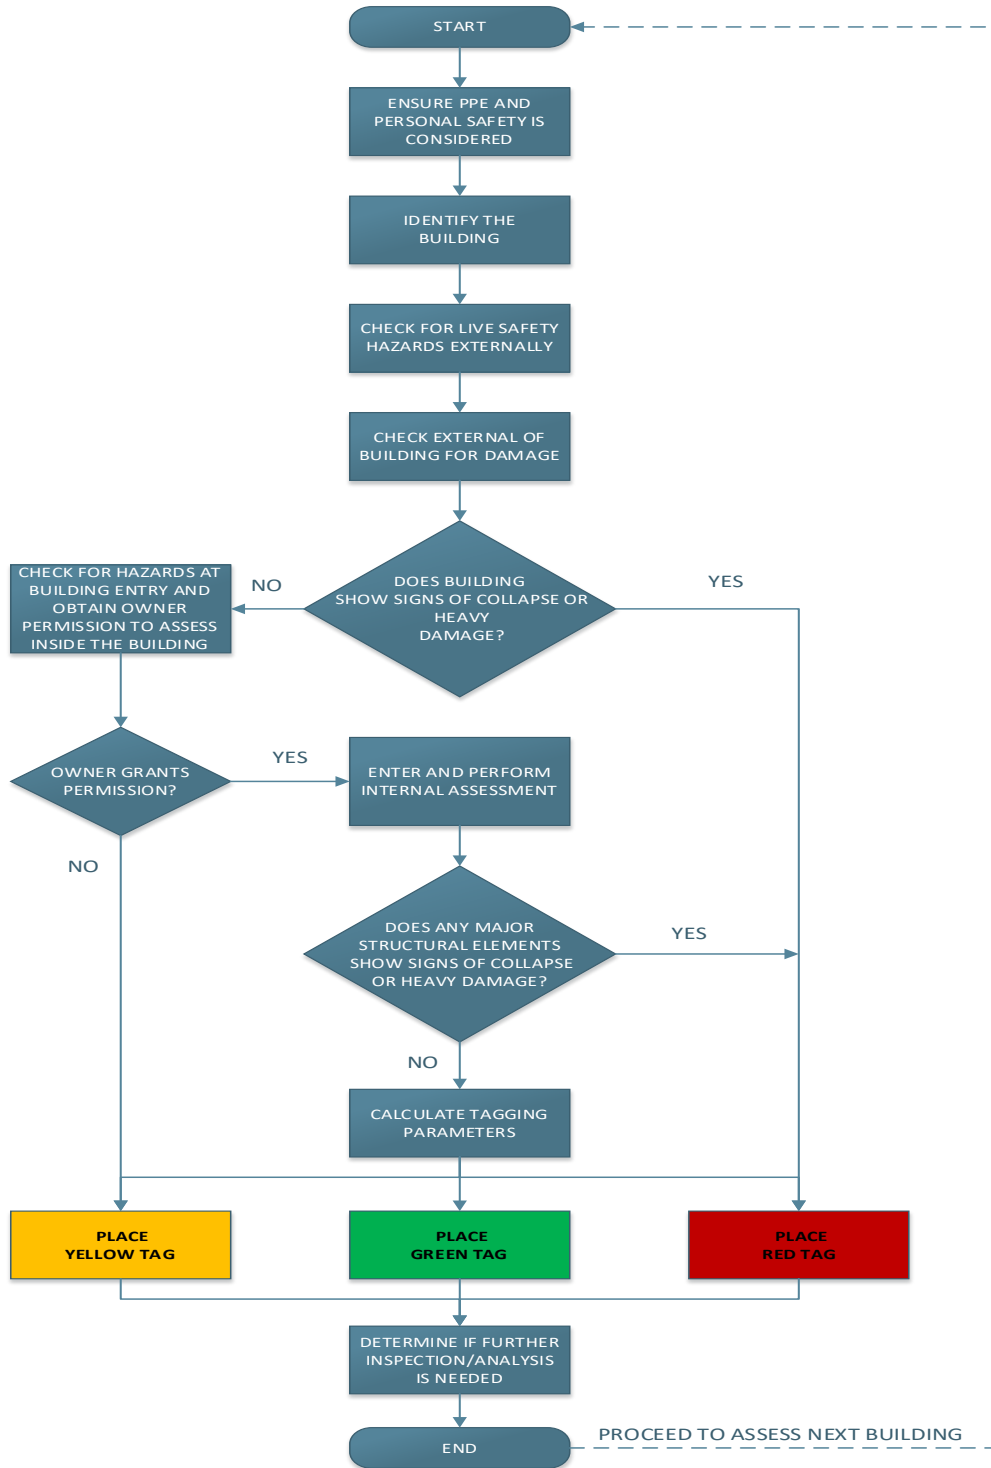 START
ENSURE PPE AND
PERSONAL SAFETY IS
CONSIDERED
IDENTIFY THE
BUILDING
CHECK FOR LIVE SAFETY
HAZARDS EXTERNALLY
CHECK EXTERNAL OF
BUILDING FOR DAMAGE
DOES BUILDING
SHOW SIGNS OF COLLAPSE OR
HEAVY
DAMAGE?
NO
YES
CHECK FOR HAZARDS AT
BUILDING ENTRY AND
OBTAIN OWNER
PERMISSION TO ASSESS
INSIDE THE BUILDING
OWNER GRANTS
PERMISSION?
YES
NO
ENTER AND PERFORM
INTERNAL ASSESSMENT
DOES ANY MAJOR
STRUCTURAL ELEMENTS
SHOW SIGNS OF COLLAPSE
OR HEAVY DAMAGE?
YES
NO
CALCULATE TAGGING
PARAMETERS
PLACE
YELLOW TAG
PLACE
GREEN TAG
PLACE
RED TAG
DETERMINE IF FURTHER
INSPECTION/ANALYSIS
IS NEEDED
END
PROCEED TO ASSESS NEXT BUILDING